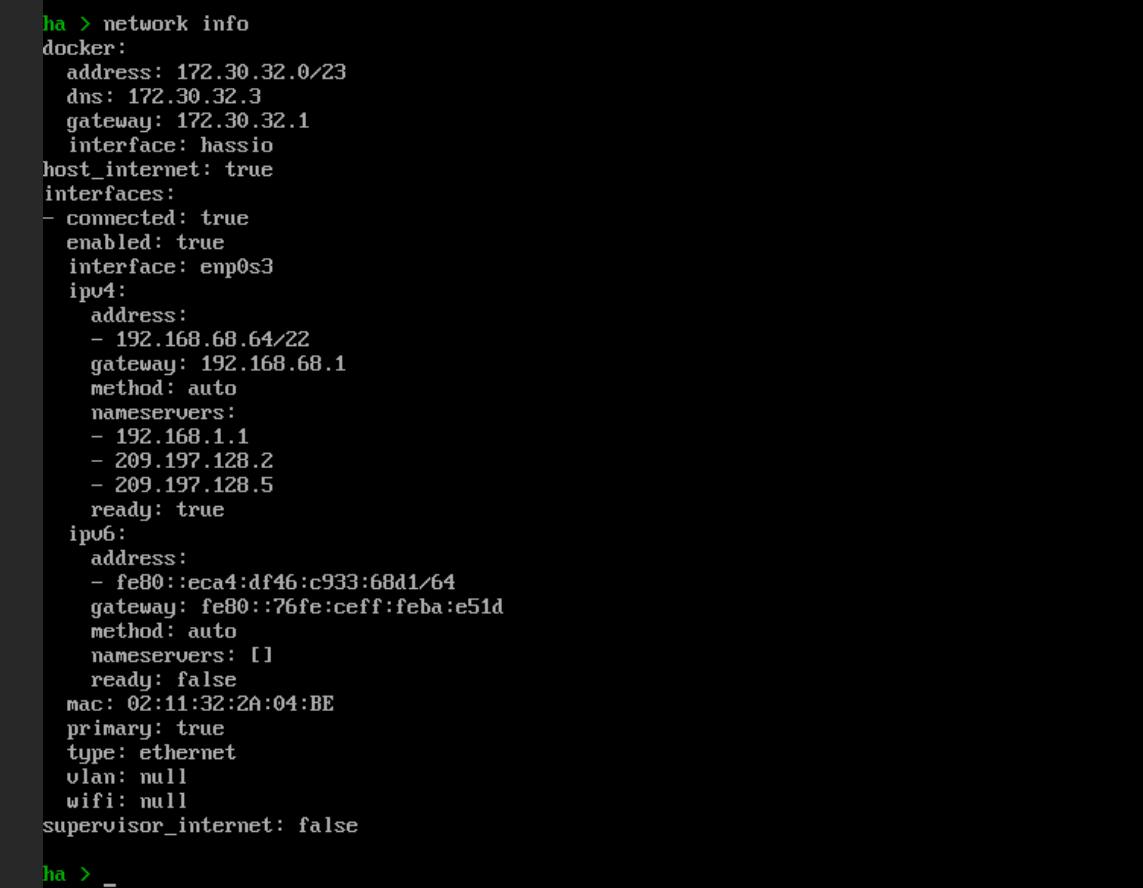 ha > network info
docker:
  address: 172.30.32.0/23
  dns: 172.30.32.3
  gateway: 172.30.32.1
  interface: hassio
host_internet: true
interfaces:
- connected: true
  enabled: true
  interface: enp0s3
  ipv4:
    address:
    - 192.168.68.64/22
    gateway: 192.168.68.1
    method: auto
    nameservers:
    - 192.168.1.1
    - 209.197.128.2
    - 209.197.128.5
    ready: true
  ipv6:
    address:
    - fe80::eca4:df46:c933:68d1/64
    gateway: fe80::76fe:ceff:feba:e51d
    method: auto
    nameservers: []
    ready: false
  mac: 02:11:32:2A:04:BE
  primary: true
  type: ethernet
  vlan: null
  wifi: null
supervisor_internet: false
ha > _